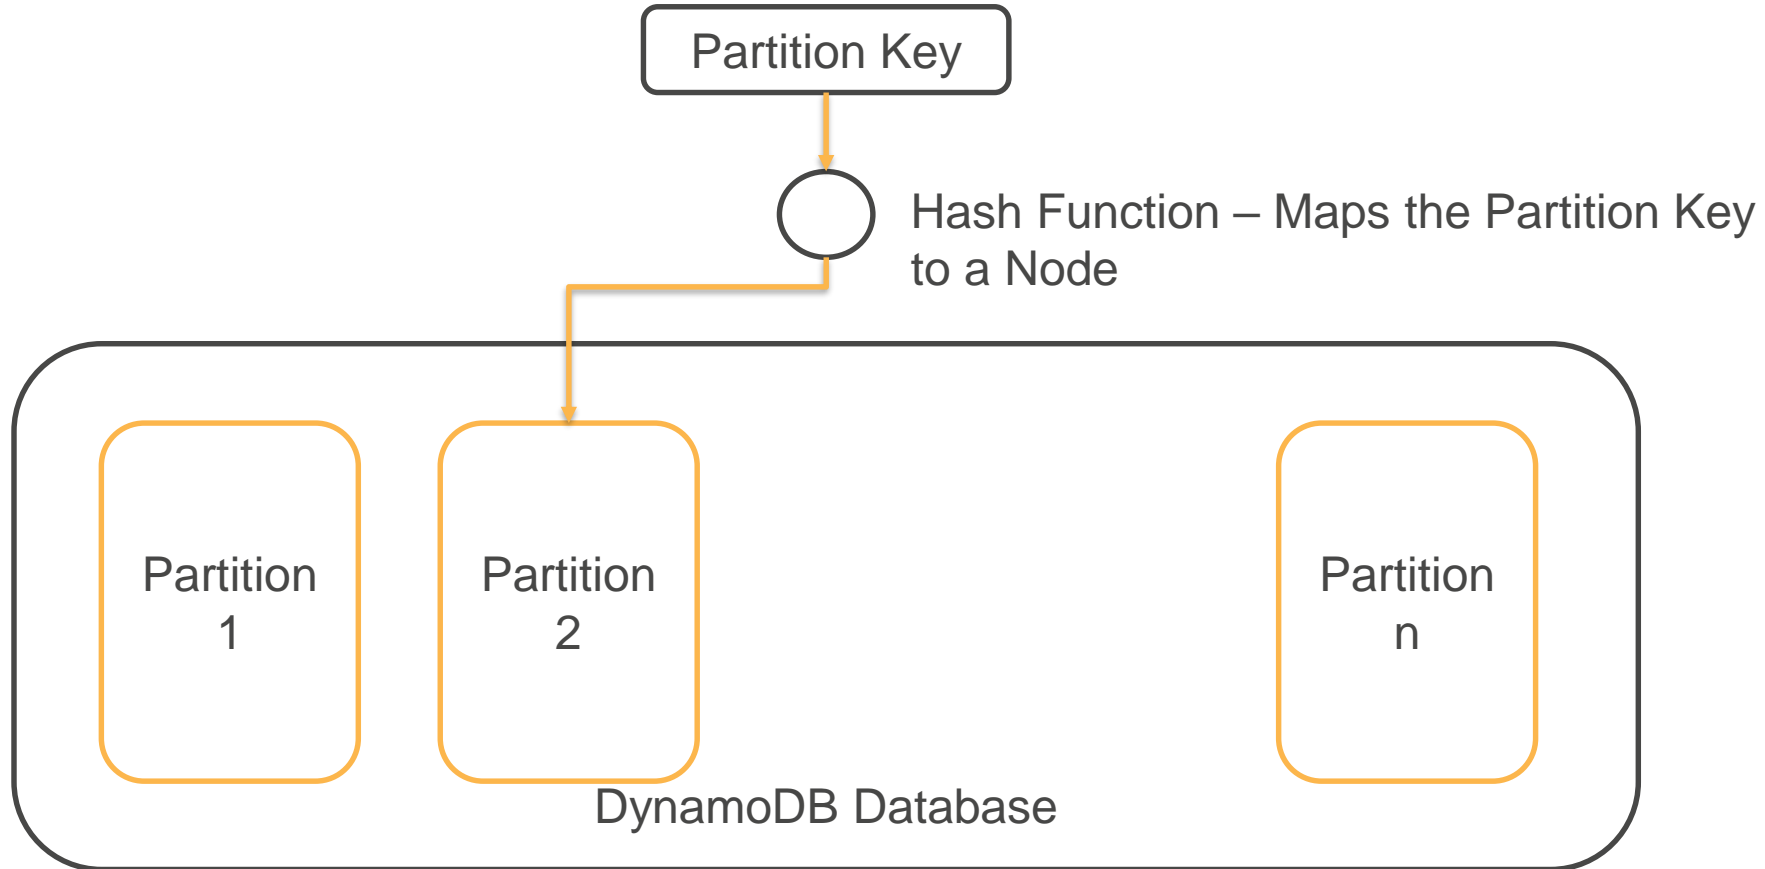 Partition Key
Hash Function – Maps the Partition Key
to a Node
Partition
1
Partition
2
Partition
n
DynamoDB Database